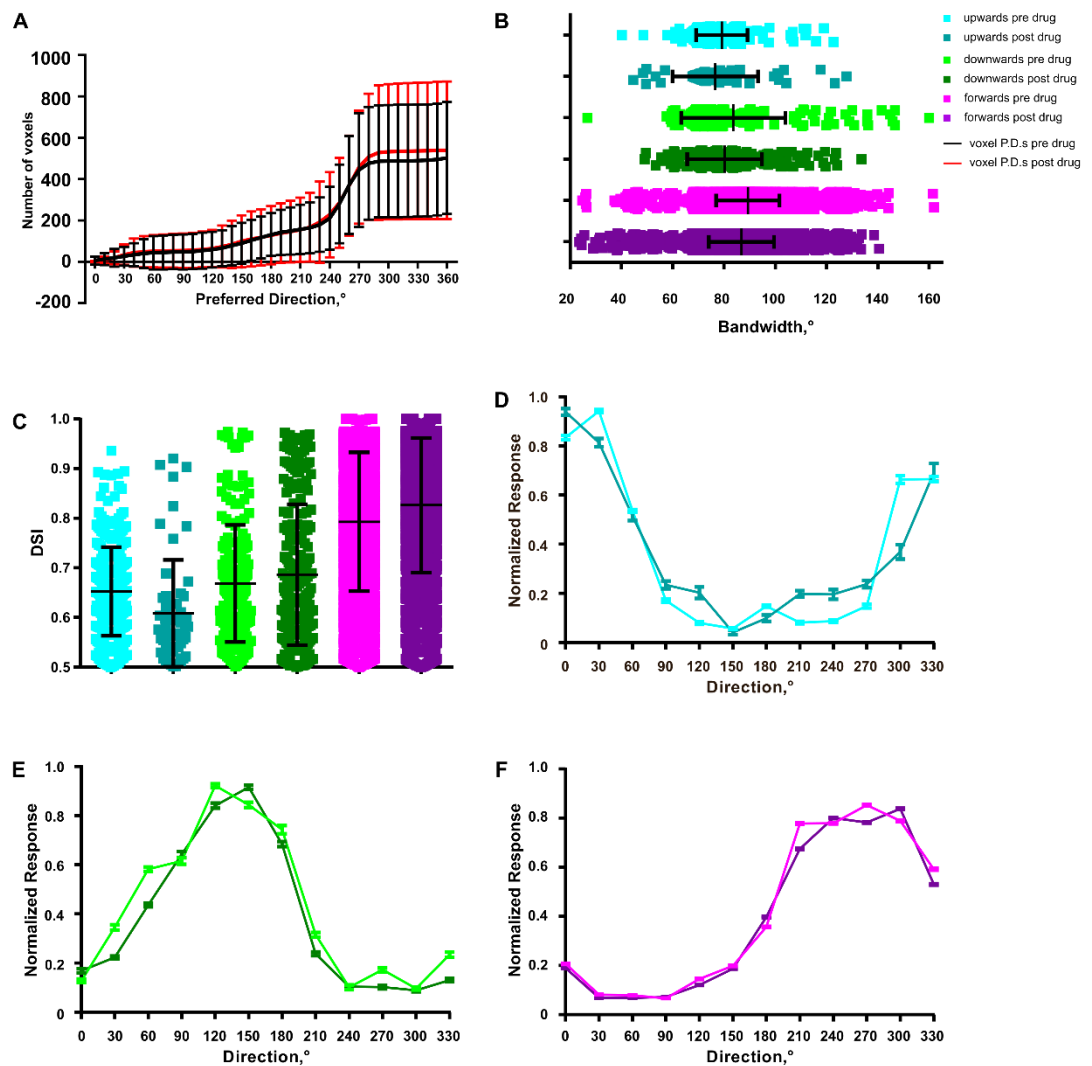 A
Number of voxels
1000
800
600
400
200
0
-200
0 30 60 90 120 150 180 210 240 270 300 330 360
Preferred Direction,°
B
20 40 60 80 100 120 140 160
Bandwidth,°
upwards pre drug
upwards post drug
downwards pre drug
downwards post drug
forwards pre drug
forwards post drug
voxel P.D.s pre drug
voxel P.D.s post drug
C
DSI
1.0
0.9
0.8
0.7
0.6
0.5
D
Normalized Response
1.0
0.8
0.6
0.4
0.2
0
0 30 60 90 120 150 180 210 240 270 300 330
Direction,°
E
Normalized Response
1.0
0.8
0.6
0.4
0.2
0
0 30 60 90 120 150 180 210 240 270 300 330
Direction,°
F
Normalized Response
1.0
0.8
0.6
0.4
0.2
0
0 30 60 90 120 150 180 210 240 270 300 330
Direction,°